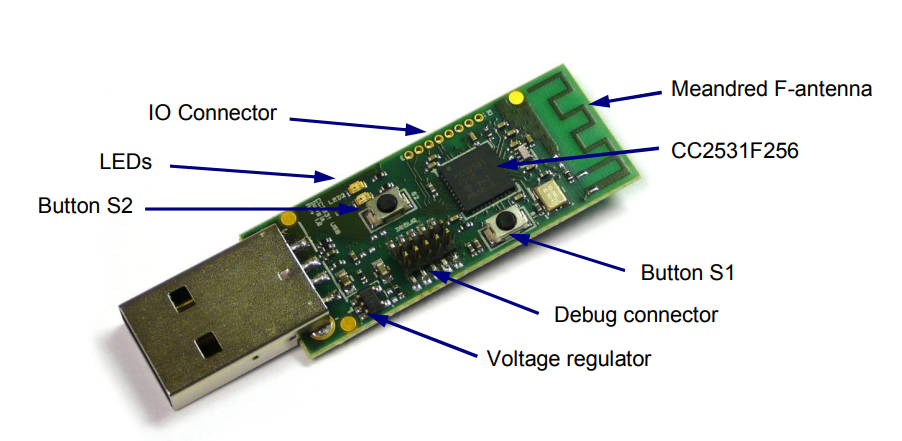 IO Connector
Meandred F-antenna
LEDs
CC2531F256
Button S2
Button S1
Debug connector
Voltage regulator